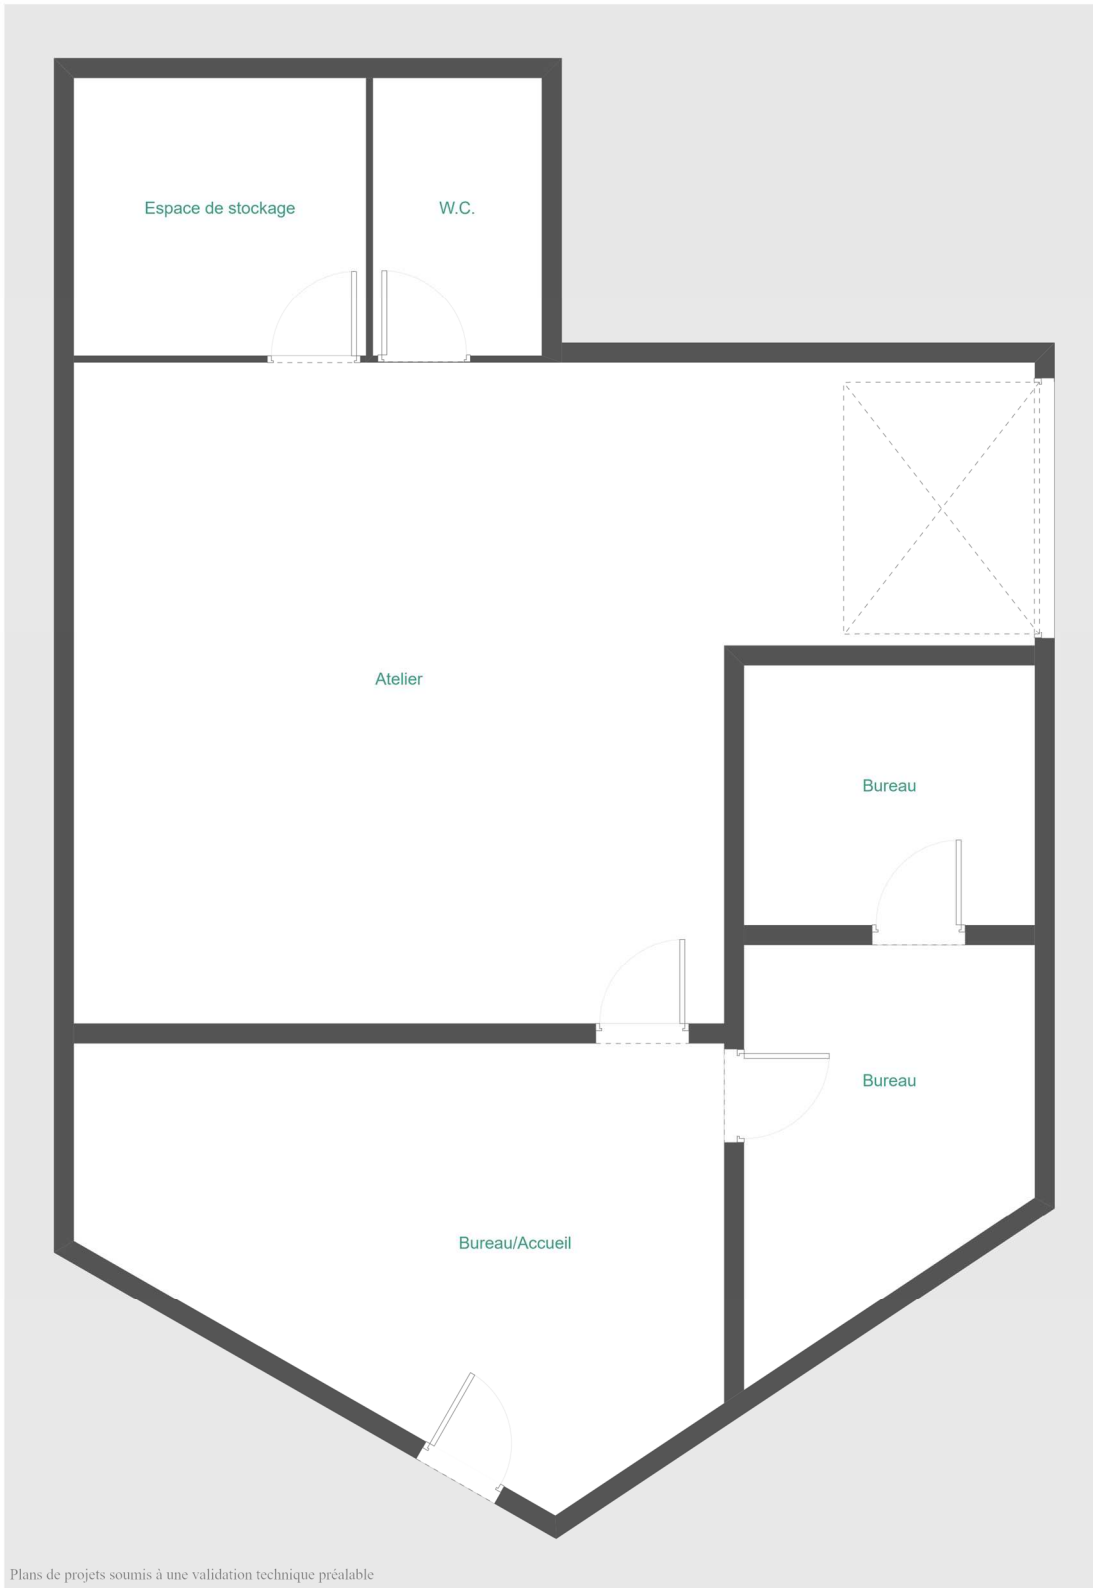 Espace de stockage
W.C.
Atelier
Bureau
Bureau
Bureau/Accueil
Plans de projets soumis à une validation technique préalable